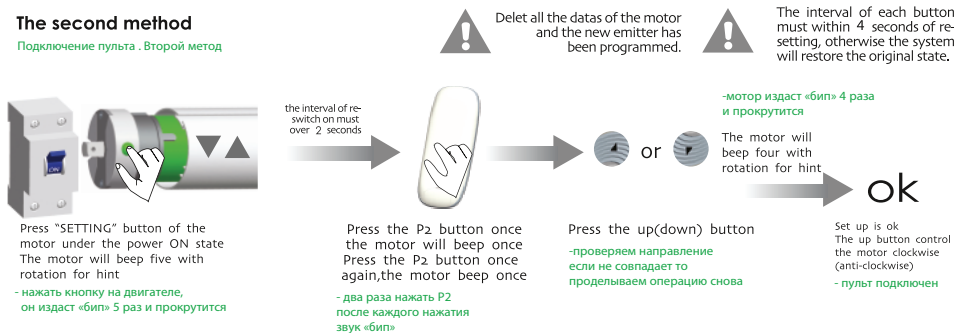 The second method
Подключение пульта . Второй метод
Delet all the datas of the motor
and the new emitter has
been programmed.
The interval of each button
must within 4 seconds of re-
setting, otherwise the system
will restore the original state.
ON
Press "SETTING" button of the
motor under the power ON state
The motor will beep five with
rotation for hint
- нажать кнопку на двигателе,
он издаст «бип» 5 раз и прокрутится
the interval of re-
switch on must
over 2 seconds
Press the P2 button once
the motor will beep once
Press the P2 button once
again,the motor beep once
- два раза нажать P2
после каждого нажатия
звук «бип»
or
Press the up(down) button
-проверяем направление
если не совпадает то
проделываем операцию снова
-мотор издаст «бип» 4 раза
и прокрутится
The motor will
beep four with
rotation for hint
ok
Set up is ok
The up button control
the motor clockwise
(anti-clockwise)
- пульт подключен